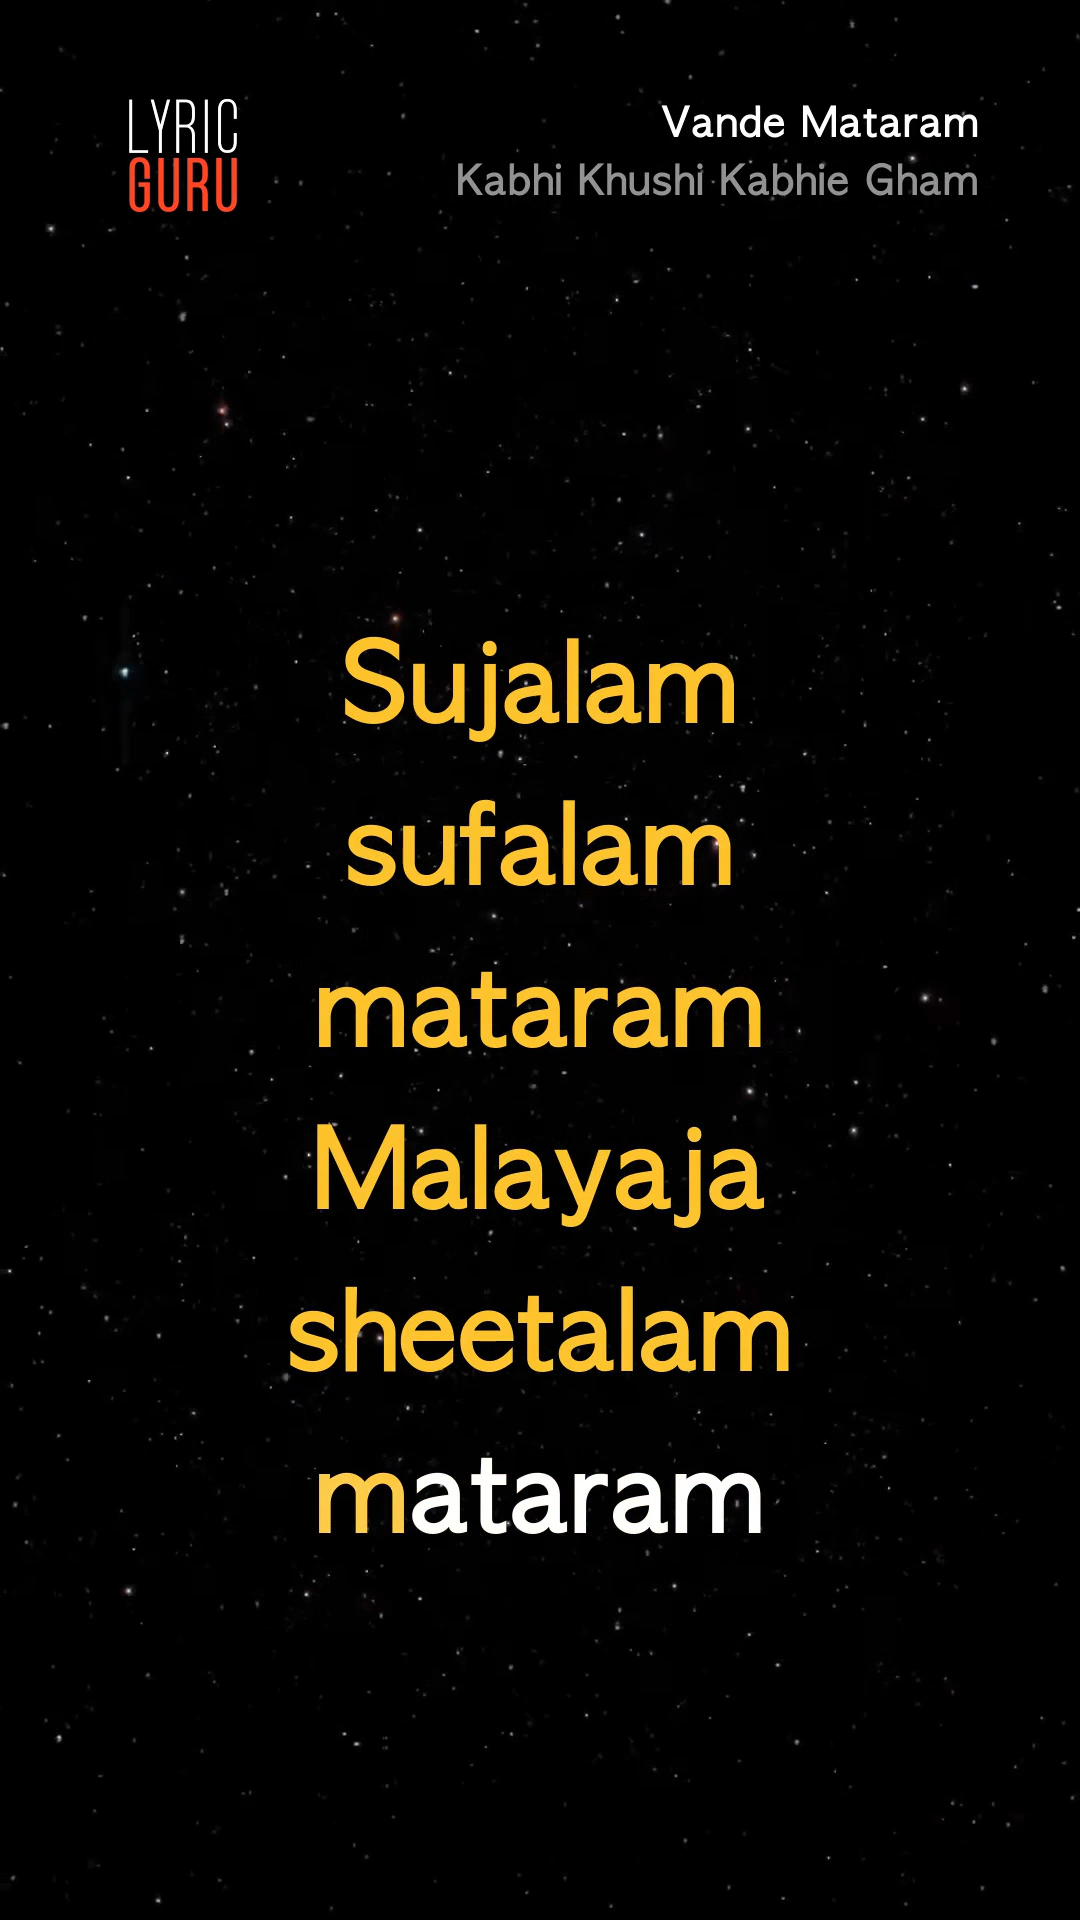 LYRIC
GURU
Vande Mataram
Kabhi Khushi Kabhie Gham
Sujalam
sufalam
mataram
Malayaja
sheetalam
mataram